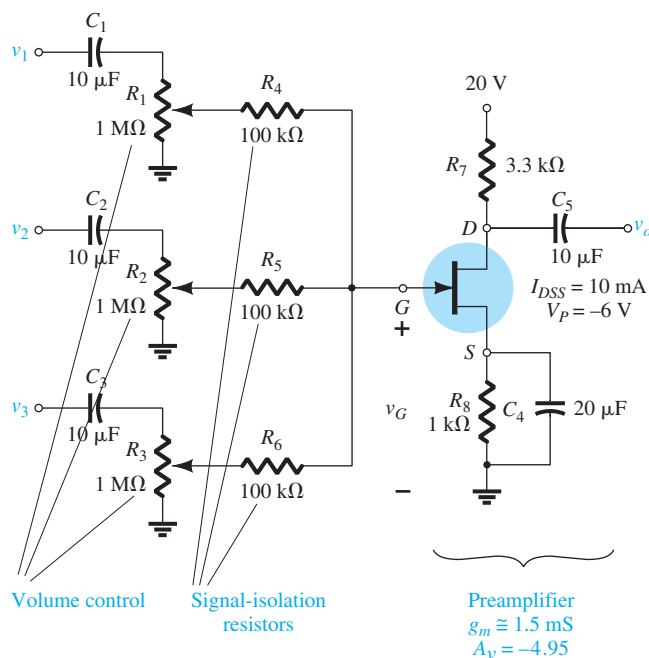 C1
v1
10 μF
R1
1 MΩ
R4
100 kΩ
20 V
R7
3.3 kΩ
C2
v2
10 μF
R2
1 MΩ
R5
100 kΩ
D
C5
vo
10 μF
IDSS = 10 mA
VP = –6 V
G
+
S
C3
v3
10 μF
R3
1 MΩ
R6
100 kΩ
vG
R8
1 kΩ
C4
20 μF
–
Volume control
Signal-isolation
resistors
Preamplifier
gm ≅ 1.5 mS
Av = –4.95